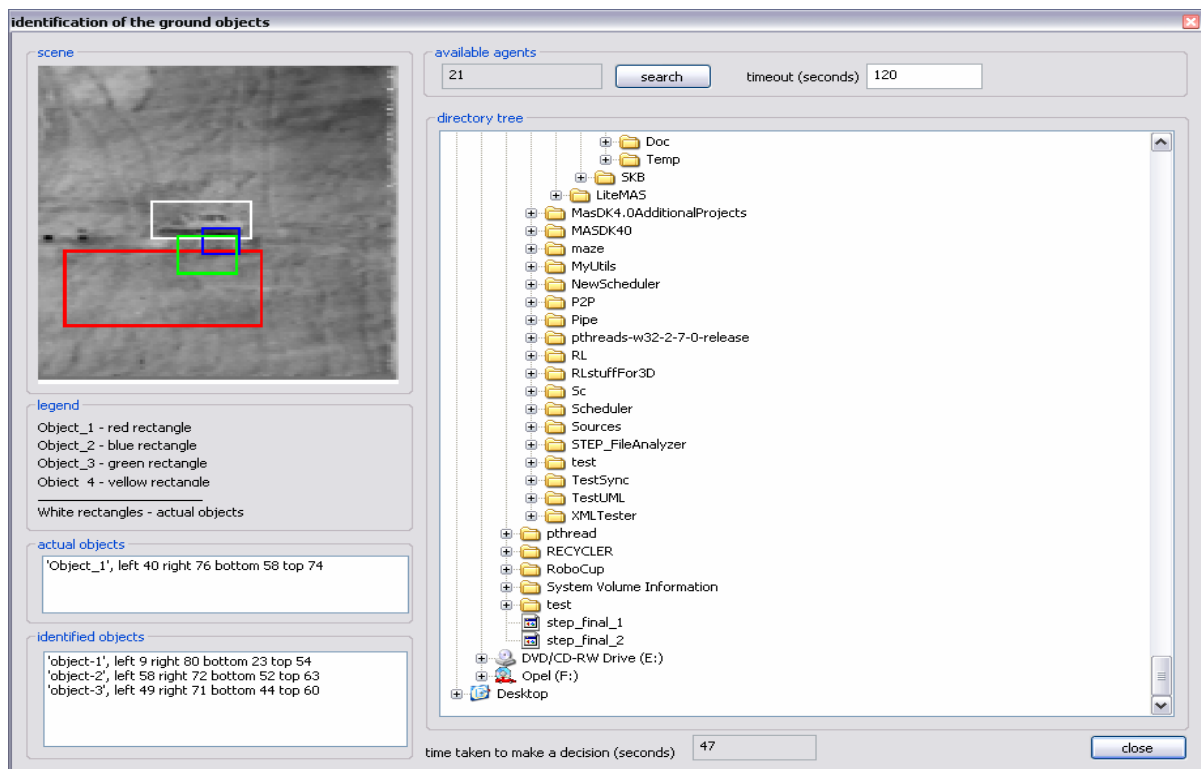 identification of the ground objects
scene
legend
Object_1 - red rectangle
Object_2 - blue rectangle
Object_3 - green rectangle
Object_4 - yellow rectangle
White rectangles - actual objects
actual objects
'Object_1', left 40 right 76 bottom 58 top 74
identified objects
'object-1', left 9 right 80 bottom 23 top 54
'object-2', left 58 right 72 bottom 52 top 63
'object-3', left 49 right 71 bottom 44 top 60
available agents
21
search
timeout (seconds) 120
directory tree
Doc
Temp
SKB
LiteMAS
MasDK4.0AdditionalProjects
MASDK40
maze
MyUtils
NewScheduler
P2P
Pipe
pthreads-w32-2-7-0-release
RL
RLstuffFor3D
Sc
Scheduler
Sources
STEP_FileAnalyzer
test
TestSync
TestUML
XMLTester
pthread
RECYCLER
RoboCup
System Volume Information
test
step_final_1
step_final_2
DVD/CD-RW Drive (E:)
Opel (F:)
Desktop
time taken to make a decision (seconds) 47
close